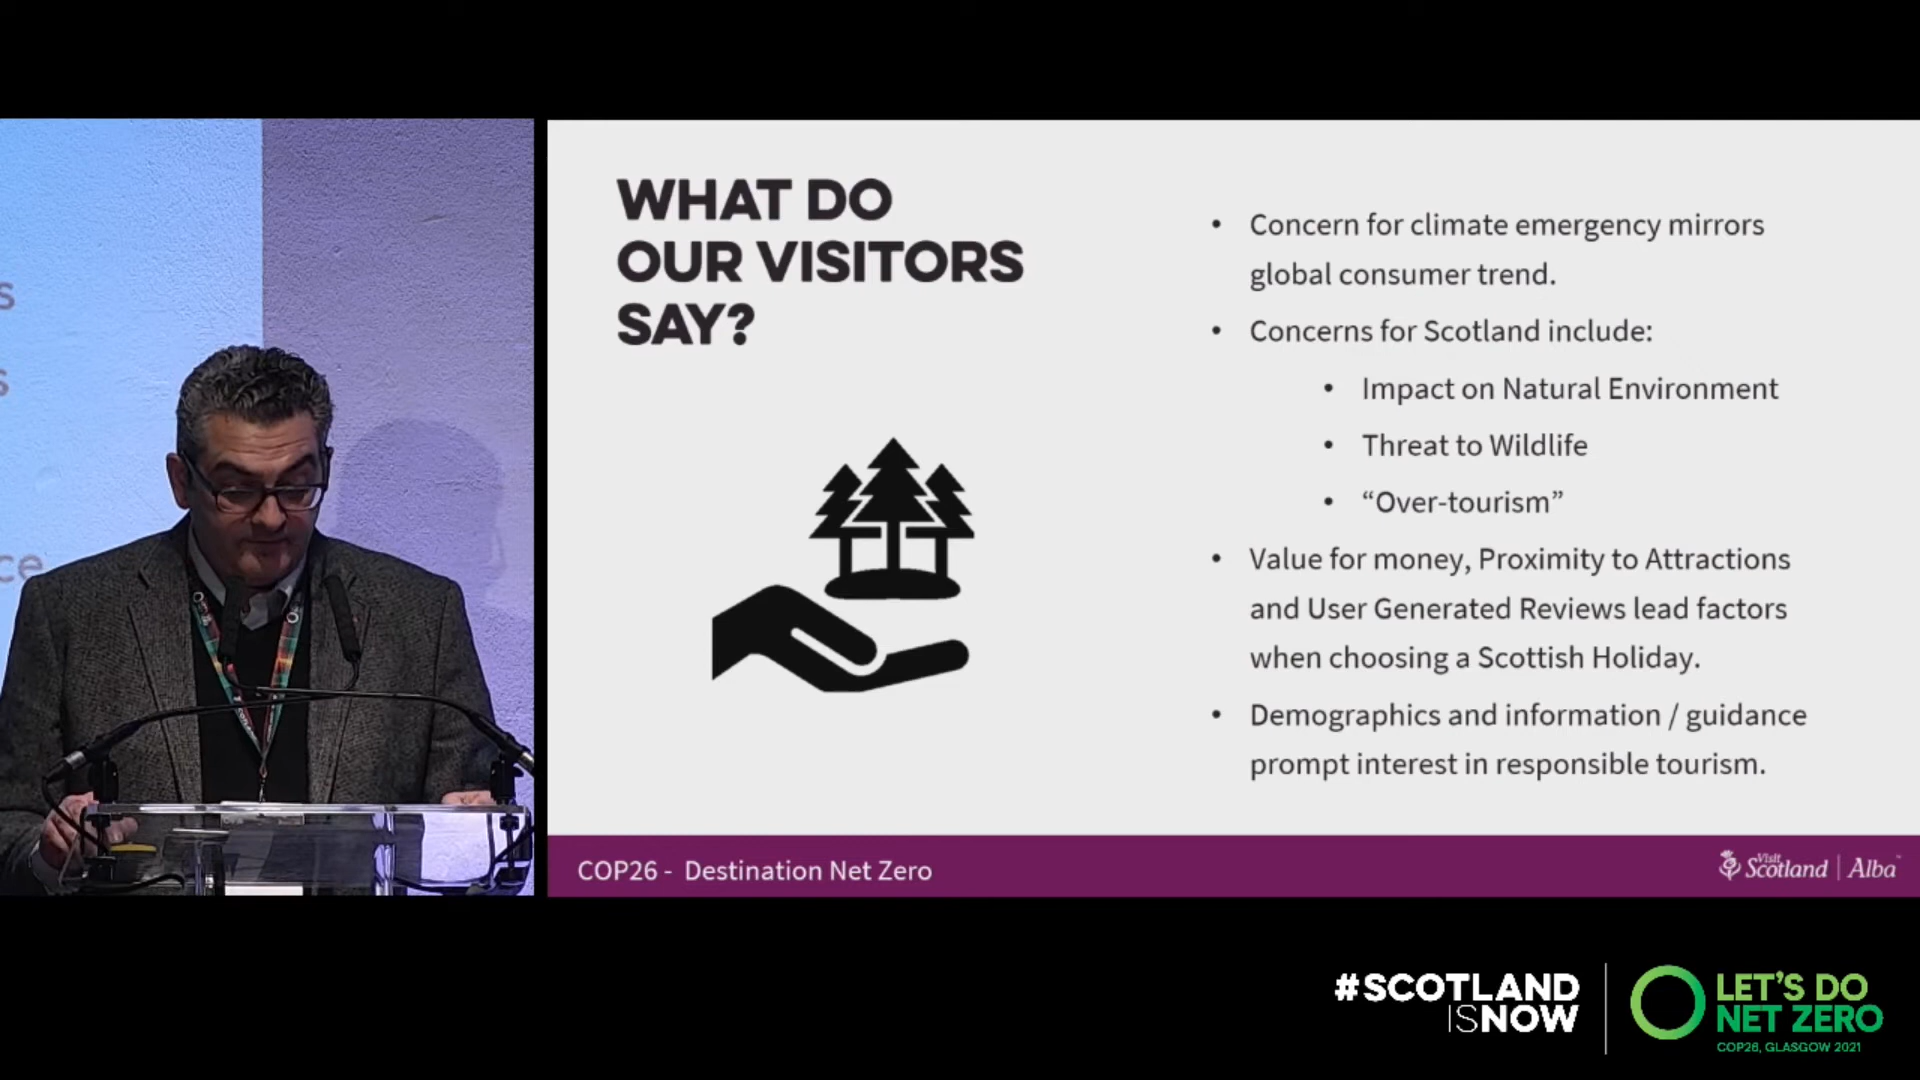 WHAT DO
OUR VISITORS
SAY?
• Concern for climate emergency mirrors
global consumer trend.
• Concerns for Scotland include:
• Impact on Natural Environment
• Threat to Wildlife
• “Over-tourism”
• Value for money, Proximity to Attractions
and User Generated Reviews lead factors
when choosing a Scottish Holiday.
• Demographics and information / guidance
prompt interest in responsible tourism.
COP26 - Destination Net Zero
Visit
Scotland | Alba
#SCOTLAND
ISNOW
LET'S DO
NET ZERO
COP26, GLASGOW 2021